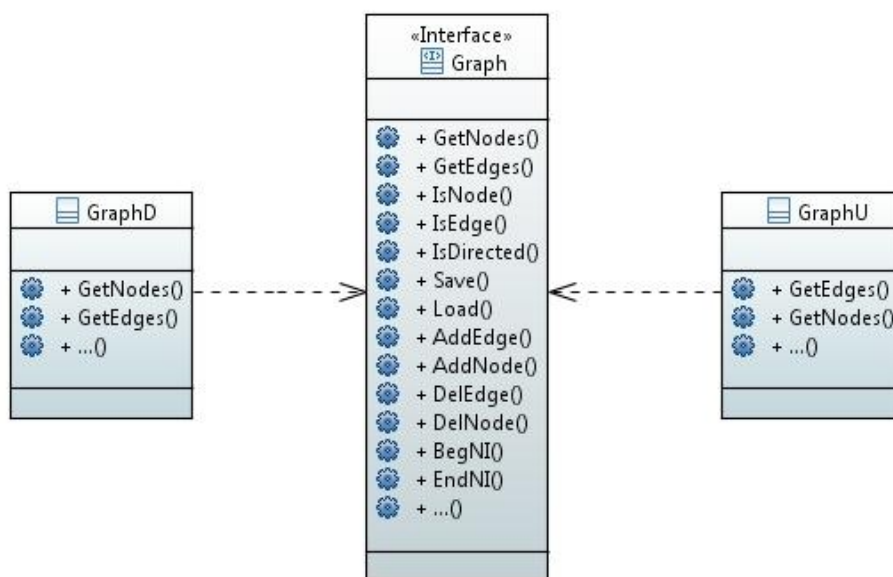 «Interface»
Graph
+ GetNodes()
+ GetEdges()
+ IsNode()
+ IsEdge()
+ IsDirected()
+ Save()
+ Load()
+ AddEdge()
+ AddNode()
+ DelEdge()
+ DelNode()
+ BegNI()
+ EndNI()
+ ...()
GraphD
+ GetNodes()
+ GetEdges()
+ ...()
GraphU
+ GetEdges()
+ GetNodes()
+ ...()